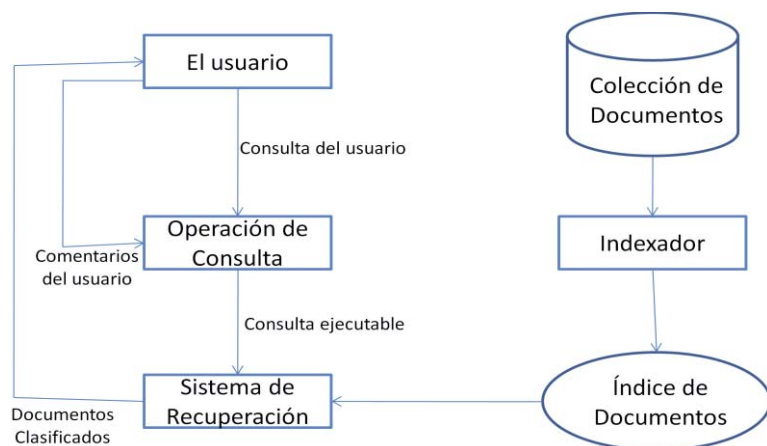 El usuario
Colección de
Documentos
Consulta del usuario
Operación de
Consulta
Indexador
Comentarios
del usuario
Consulta ejecutable
Sistema de
Recuperación
Índice de
Documentos
Documentos
Clasificados